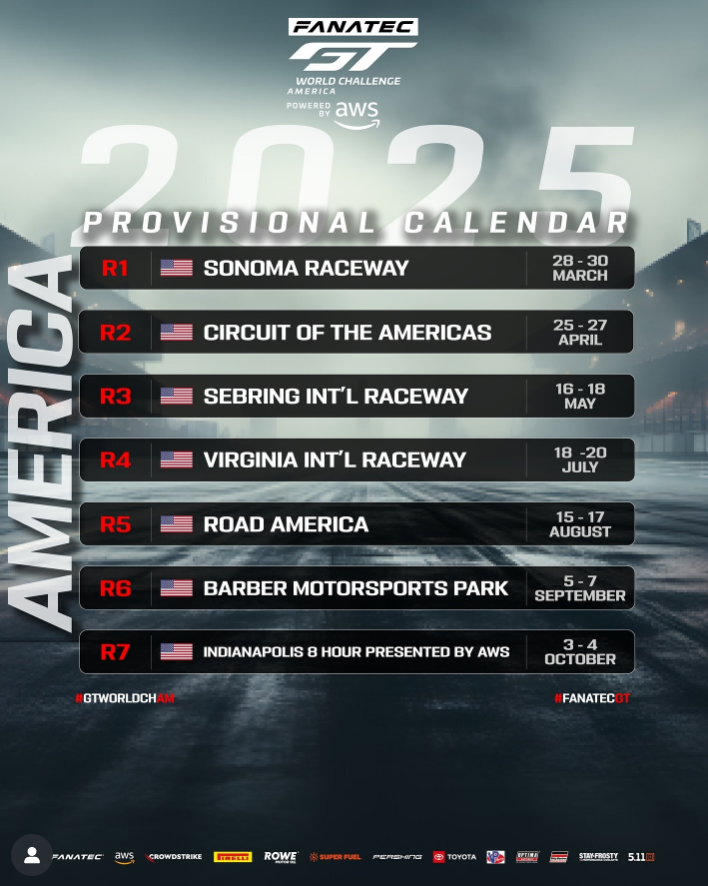 FANATEC
GT
WORLD CHALLENGE
AMERICA
POWERED BY aws
2025
PROVISIONAL CALENDAR
AMERICA
R1 SONOMA RACEWAY 28 - 30 MARCH
R2 CIRCUIT OF THE AMERICAS 25 - 27 APRIL
R3 SEBRING INT'L RACEWAY 16 - 18 MAY
R4 VIRGINIA INT'L RACEWAY 18 -20 JULY
R5 ROAD AMERICA 15 - 17 AUGUST
R6 BARBER MOTORSPORTS PARK 5 - 7 SEPTEMBER
R7 INDIANAPOLIS 8 HOUR PRESENTED BY AWS 3 - 4 OCTOBER
#GTWORLDCHAM #FANATECGT
FANATEC aws CROWDSTRIKE PIRELLI ROWE MOTOR OIL SUPER FUEL PERSHING TOYOTA STAY-FROSTY 5.11